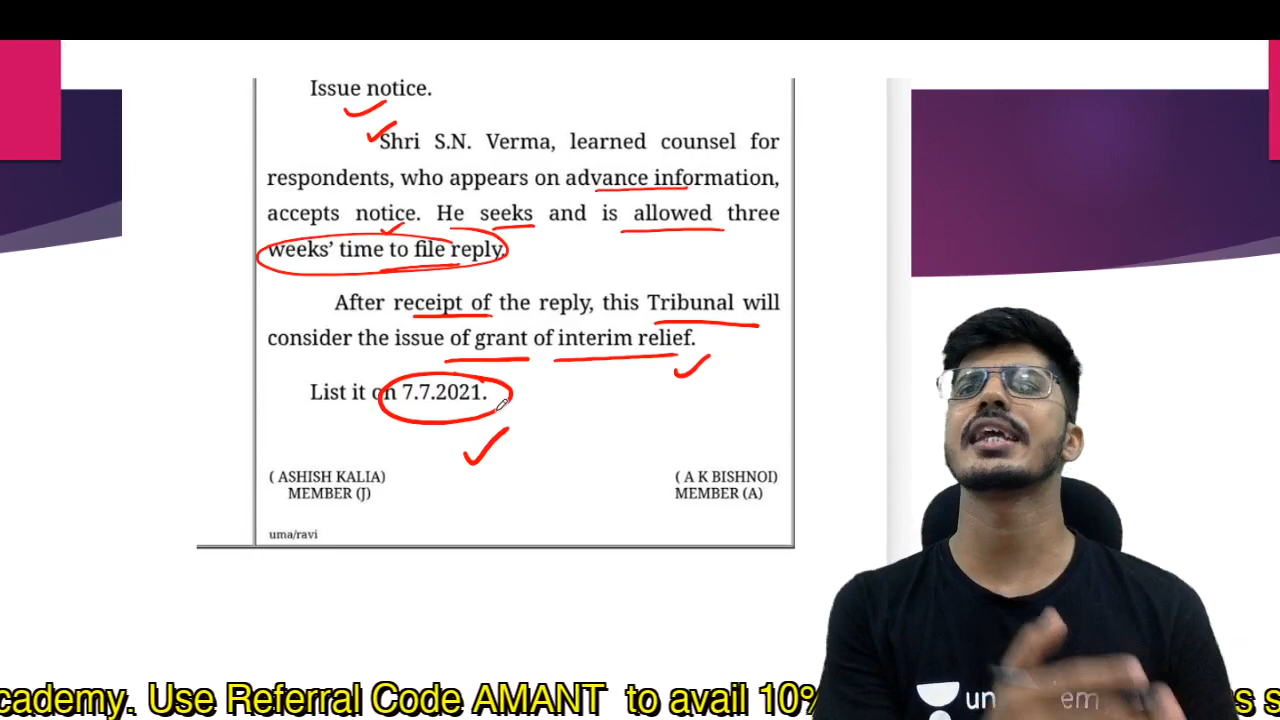 Issue notice.
Shri S.N. Verma, learned counsel for
respondents, who appears on advance information,
accepts notice. He seeks and is allowed three
weeks’ time to file reply.
After receipt of the reply, this Tribunal will
consider the issue of grant of interim relief.
List it on 7.7.2021.
( ASHISH KALIA)
MEMBER (J)
( A K BISHNOI)
MEMBER (A)
uma/ravi
un em
cademy. Use Referral Code AMANT to avail 10% s s